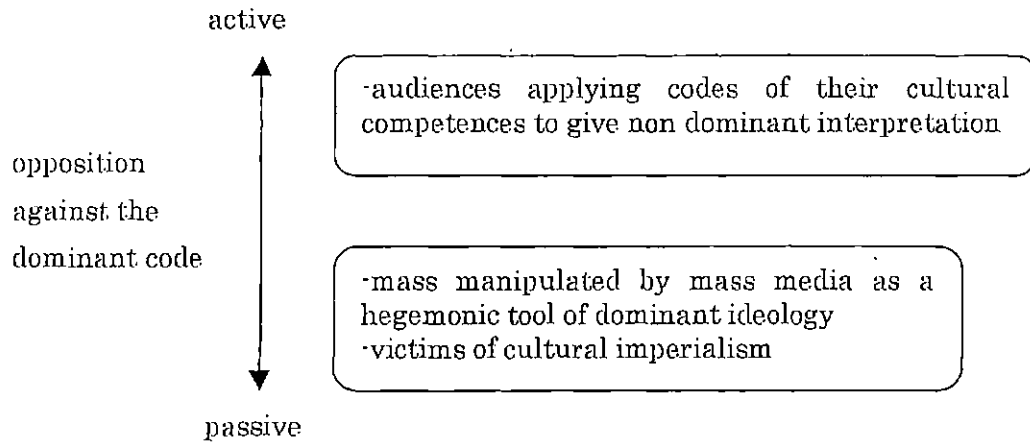 active
-audiences applying codes of their cultural
competences to give non dominant interpretation
opposition
against the
dominant code
-mass manipulated by mass media as a
hegemonic tool of dominant ideology
-victims of cultural imperialism
passive